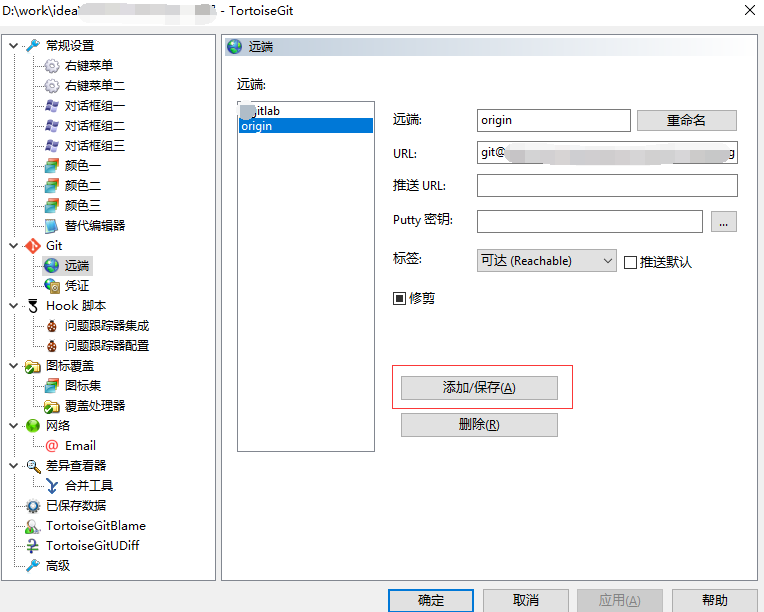 D:\work\idea\ - TortoiseGit
常规设置
右键菜单
右键菜单二
对话框组一
对话框组二
对话框组三
颜色一
颜色二
颜色三
替代编辑器
Git
远端
凭证
Hook 脚本
问题跟踪器集成
问题跟踪器配置
图标覆盖
图标集
覆盖处理器
网络
Email
差异查看器
合并工具
已保存数据
TortoiseGitBlame
TortoiseGitUDiff
高级
远端
远端:
gitlab
origin
远端: origin 重命名
URL: git@ g
推送 URL:
Putty 密钥: ...
标签: 可达 (Reachable) 推送默认
修剪
添加/保存(A)
删除(R)
确定 取消 应用(A) 帮助